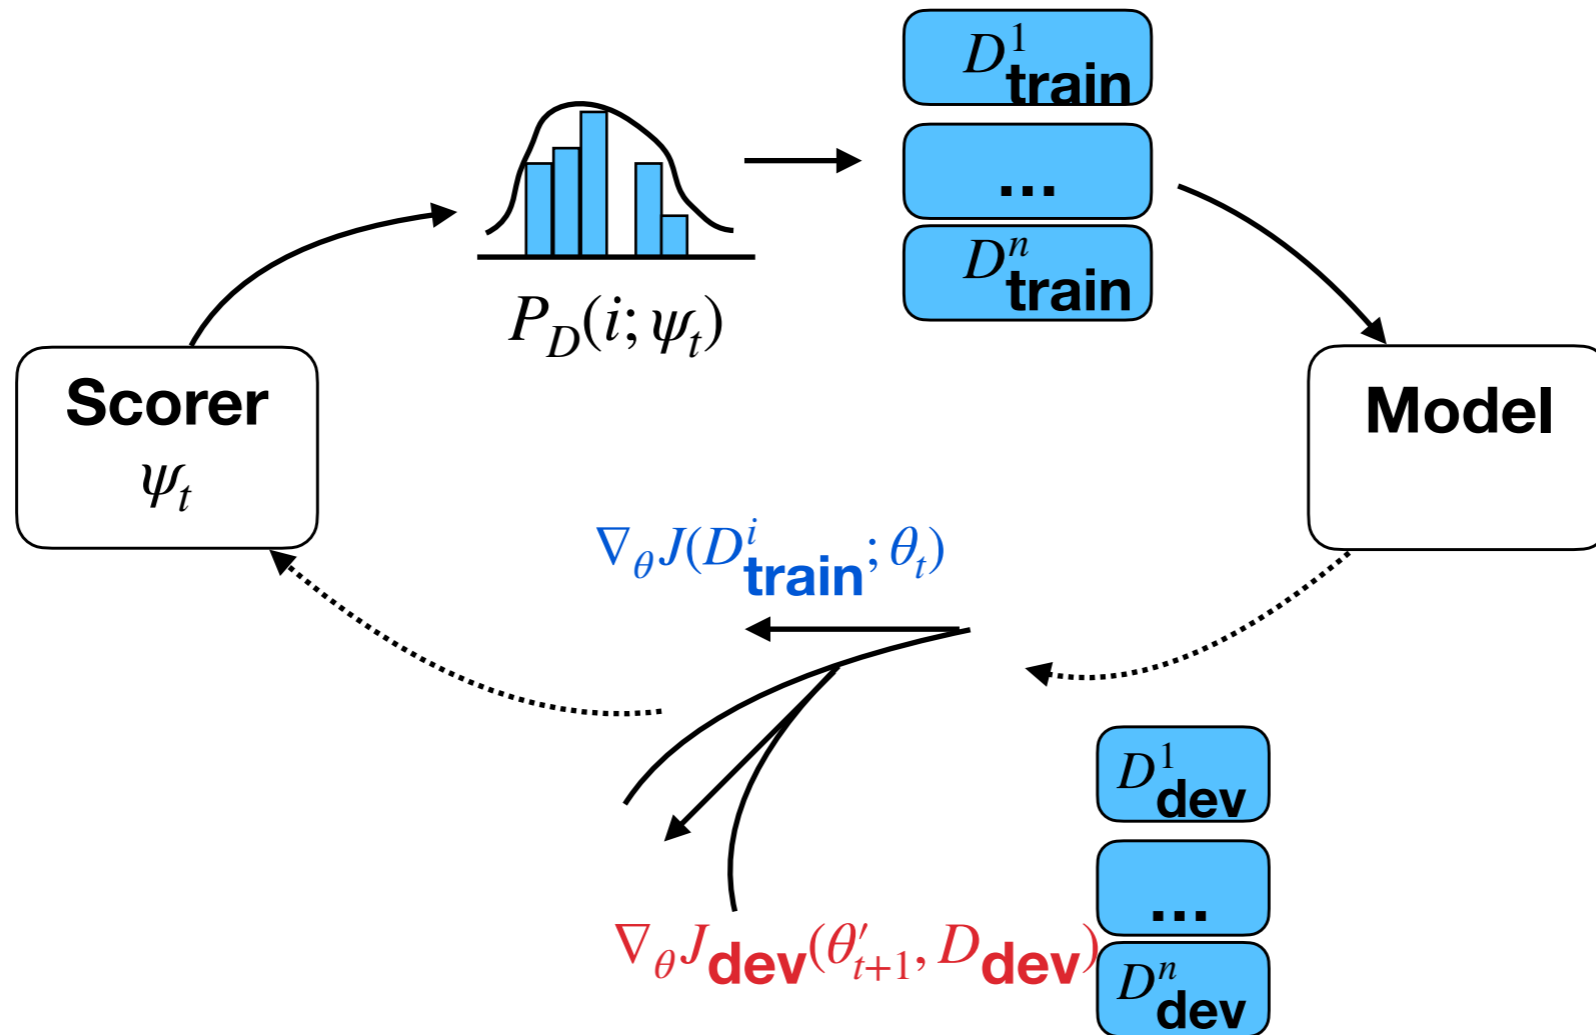 D^1_train
...
D^n_train
P_D(i; ψ_t)
Scorer
ψ_t
Model
∇_θ J(D^i_train; θ_t)
D^1_dev
...
D^n_dev
∇_θ J_dev(θ'_{t+1}, D_dev)